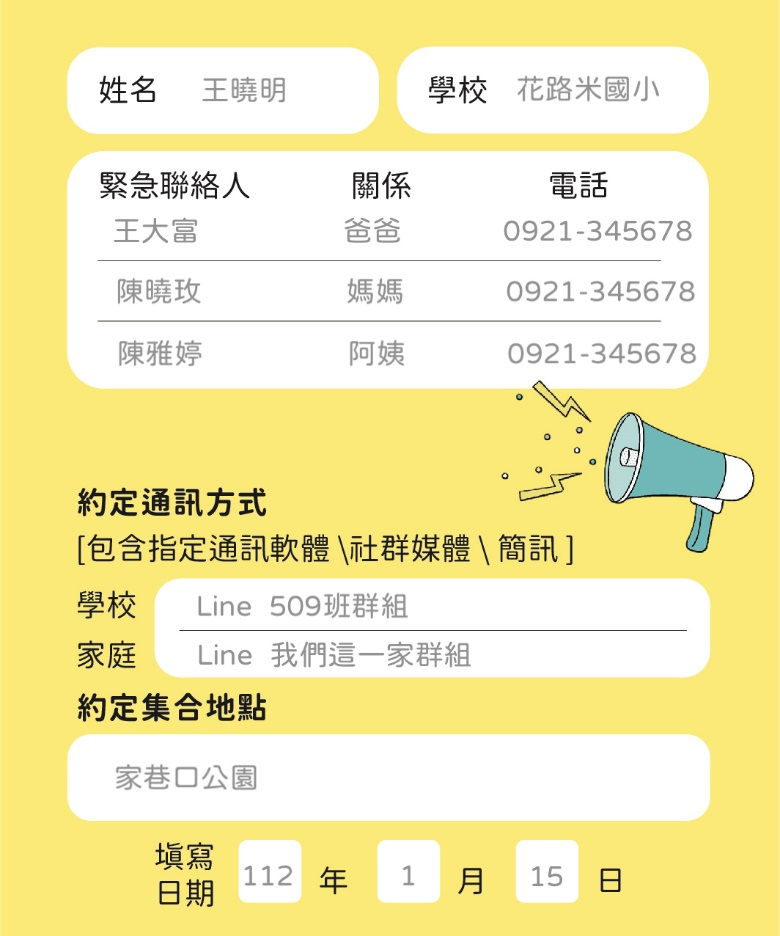 姓名 王曉明 學校 花路米國小
緊急聯絡人 關係 電話
王大富 爸爸 0921-345678
陳曉玫 媽媽 0921-345678
陳雅婷 阿姨 0921-345678
約定通訊方式
[包含指定通訊軟體\社群媒體\簡訊]
學校 Line 509班群組
家庭 Line 我們這一家群組
約定集合地點
家巷口公園
填寫
日期 112 年 1 月 15 日